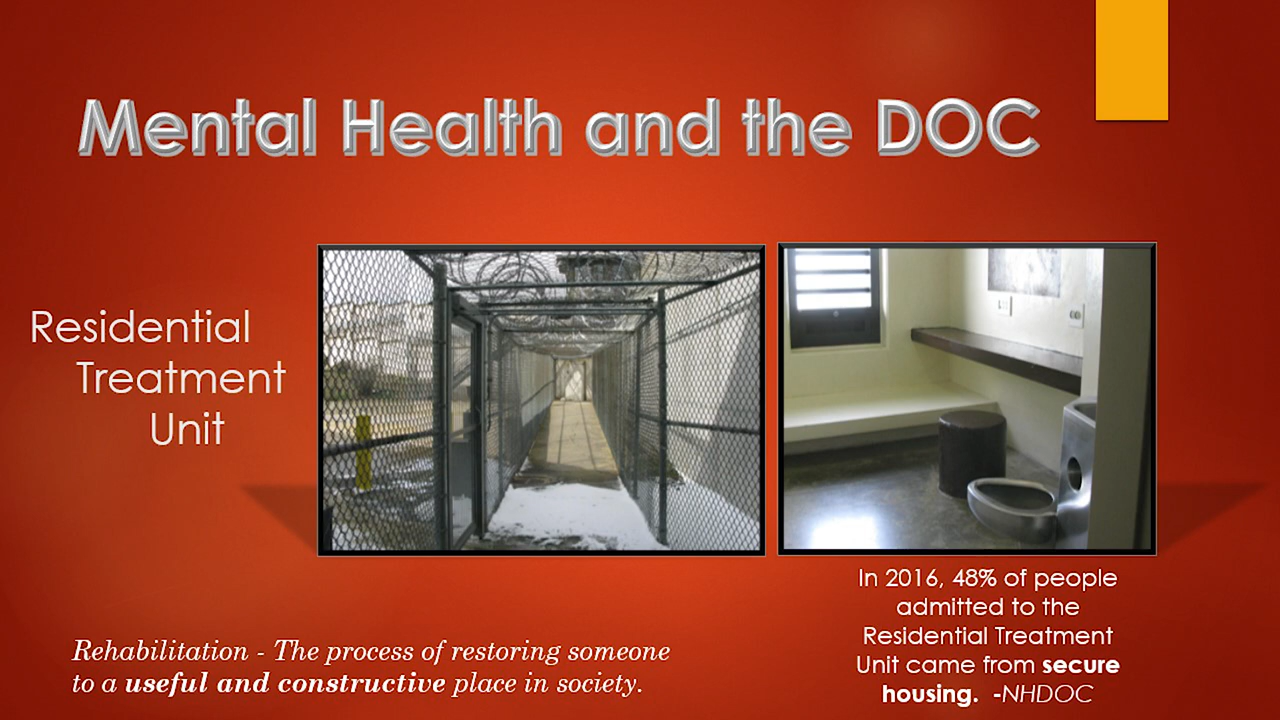 Mental Health and the DOC
Residential
Treatment
Unit
In 2016, 48% of people
admitted to the
Residential Treatment
Unit came from secure
housing. -NHDOC
Rehabilitation - The process of restoring someone
to a useful and constructive place in society.